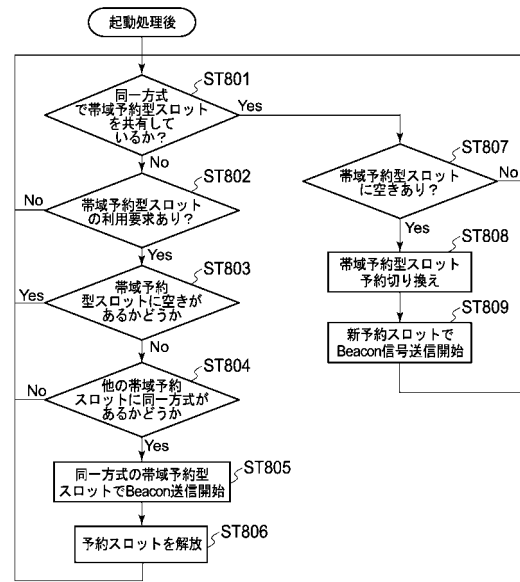 起動処理後
ST801
同一方式
で帯域予約型スロット
を共有して
いるか？
Yes
No
ST802
帯域予約型スロット
の利用要求あり？
No
Yes
ST803
帯域予約
型スロットに空きが
あるかどうか
Yes
No
ST804
他の帯域予約
スロットに同一方式が
あるかどうか
No
Yes
ST805
同一方式の帯域予約型
スロットでBeacon送信開始
ST806
予約スロットを解放
ST807
帯域予約型スロット
に空きあり？
No
Yes
ST808
帯域予約型スロット
予約切り換え
ST809
新予約スロットで
Beacon信号送信開始